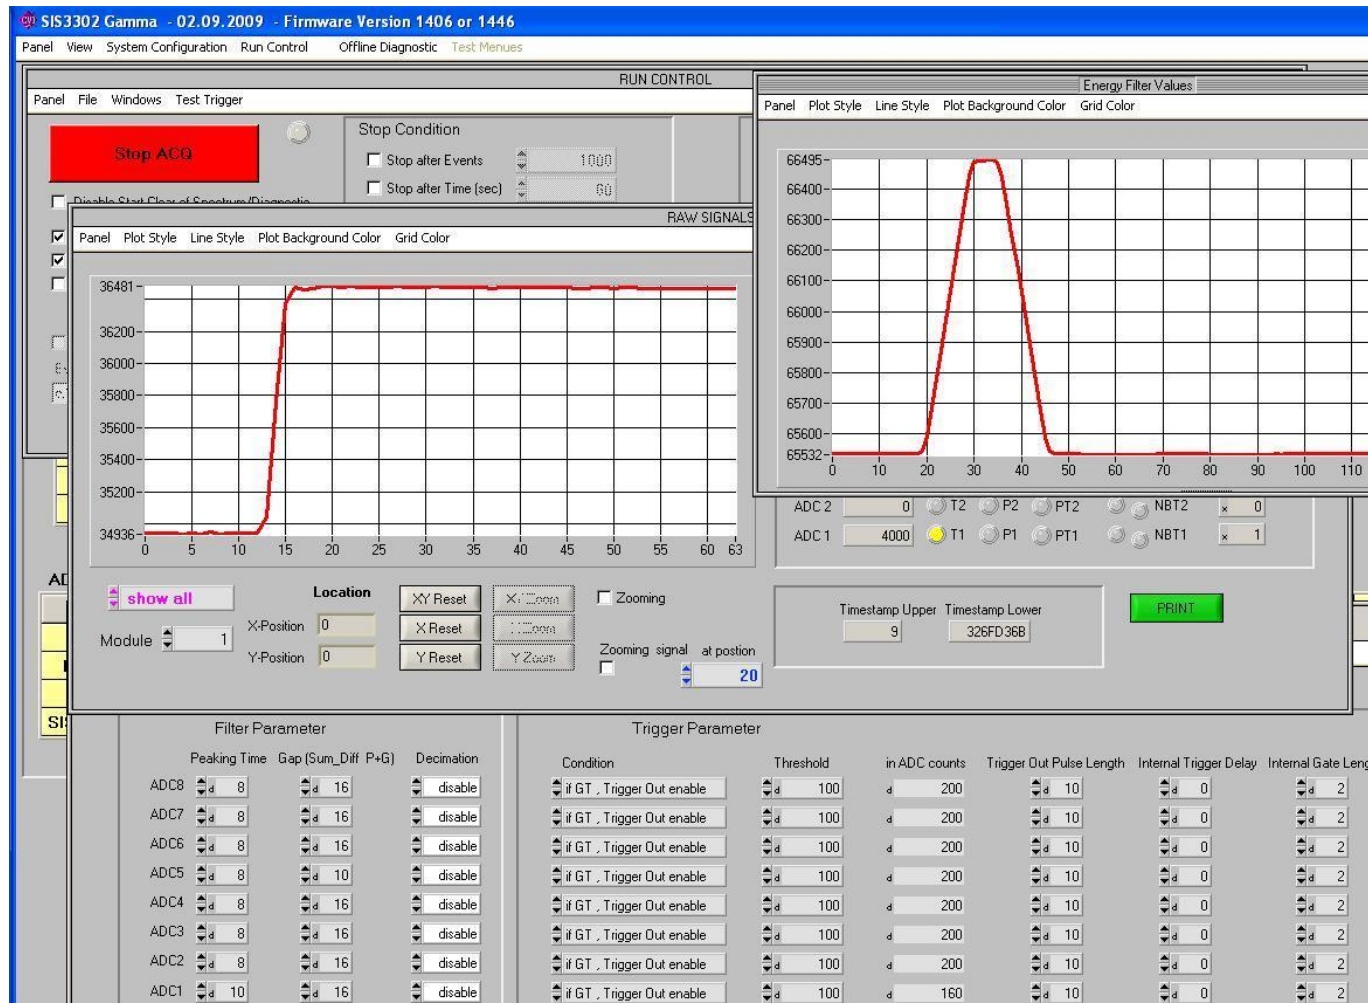 SIS3302 Gamma - 02.09.2009 - Firmware Version 1406 or 1446
Panel View System Configuration Run Control Offline Diagnostic Test Menues
RUN CONTROL
Panel File Windows Test Trigger
Stop ACQ
Stop Condition
Stop after Events 1000
Stop after Time (sec) 60
Disable Start Clear of Spectrum/Diagnostic
Energy Filter Values
Panel Plot Style Line Style Plot Background Color Grid Color
66495
66400
66300
66200
66100
66000
65900
65800
65700
65600
65532
0 10 20 30 40 50 60 70 80 90 100 110
RAW SIGNALS
Panel Plot Style Line Style Plot Background Color Grid Color
36481
36200
36000
35800
35600
35400
35200
34936
0 5 10 15 20 25 30 35 40 45 50 55 60 63
ADC 2 0 T2 P2 PT2 NBT2 x 0
ADC 1 4000 T1 P1 PT1 NBT1 x 1
show all
Module 1
Location
X-Position 0
Y-Position 0
XY Reset
X Reset
Y Reset
Y Zoom
Zooming
Zooming signal at postion
20
Timestamp Upper Timestamp Lower
9 326FD36B
PRINT
Filter Parameter Trigger Parameter
Peaking Time Gap (Sum_Diff P+G) Decimation Condition Threshold in ADC counts Trigger Out Pulse Length Internal Trigger Delay Internal Gate Leng
ADC8 d 8 d 16 disable if GT , Trigger Out enable d 100 d 200 d 10 d 0 d 2
ADC7 d 8 d 16 disable if GT , Trigger Out enable d 100 d 200 d 10 d 0 d 2
ADC6 d 8 d 16 disable if GT , Trigger Out enable d 100 d 200 d 10 d 0 d 2
ADC5 d 8 d 10 disable if GT , Trigger Out enable d 100 d 200 d 10 d 0 d 2
ADC4 d 8 d 16 disable if GT , Trigger Out enable d 100 d 200 d 10 d 0 d 2
ADC3 d 8 d 16 disable if GT , Trigger Out enable d 100 d 200 d 10 d 0 d 2
ADC2 d 8 d 16 disable if GT , Trigger Out enable d 100 d 200 d 10 d 0 d 2
ADC1 d 10 d 16 disable if GT , Trigger Out enable d 100 d 160 d 10 d 0 d 2